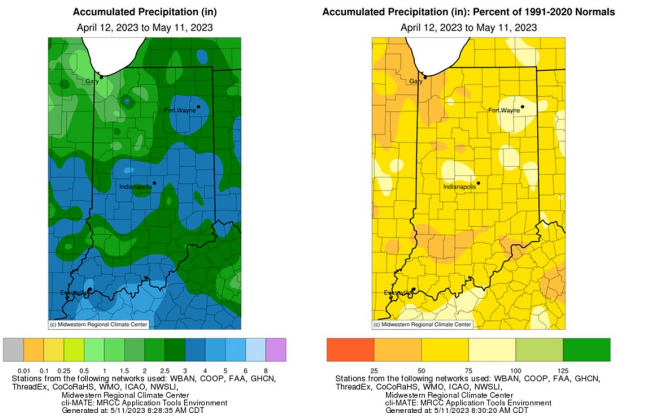 Accumulated Precipitation (in)
April 12, 2023 to May 11, 2023
Gary
Fort Wayne
Indianapolis
(c) Midwestern Regional Climate Center
0.01 0.1 0.25 0.5 1 1.5 2 2.5 3 4 5 6 8
Stations from the following networks used: WBAN, COOP, FAA, GHCN,
ThreadEx, CoCoRaHS, WMO, ICAO, NWSLI,
Midwestern Regional Climate Center
cli-MATE: MRCC Application Tools Environment
Generated at: 5/11/2023 8:28:35 AM CDT
Accumulated Precipitation (in): Percent of 1991-2020 Normals
April 12, 2023 to May 11, 2023
Gary
Fort Wayne
Indianapolis
(c) Midwestern Regional Climate Center
25 50 75 100 125
Stations from the following networks used: WBAN, COOP, FAA, GHCN,
ThreadEx, CoCoRaHS, WMO, ICAO, NWSLI,
Midwestern Regional Climate Center
cli-MATE: MRCC Application Tools Environment
Generated at: 5/11/2023 8:30:20 AM CDT